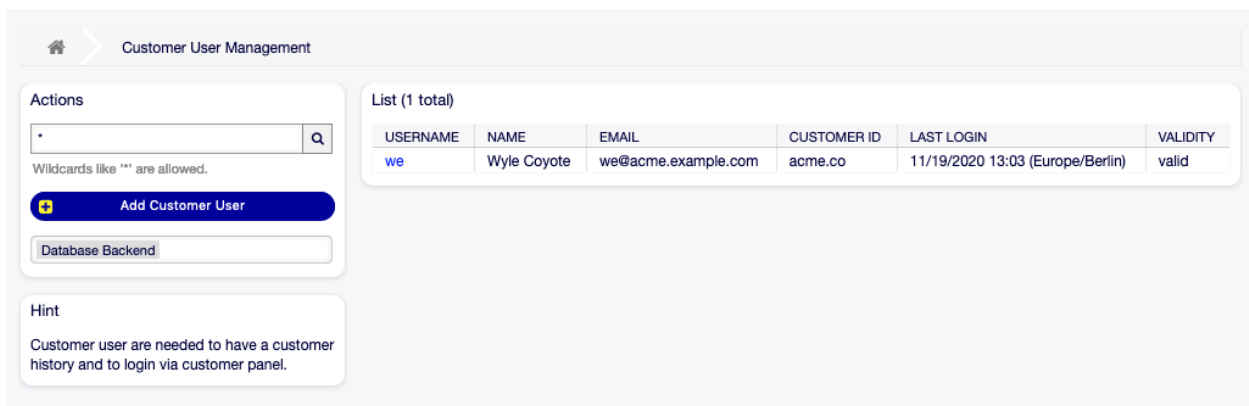 Customer User Management
Actions
*
Wildcards like '*' are allowed.
Add Customer User
Database Backend
Hint
Customer user are needed to have a customer
history and to login via customer panel.
List (1 total)
USERNAME NAME EMAIL CUSTOMER ID LAST LOGIN VALIDITY
we Wyle Coyote we@acme.example.com acme.co 11/19/2020 13:03 (Europe/Berlin) valid